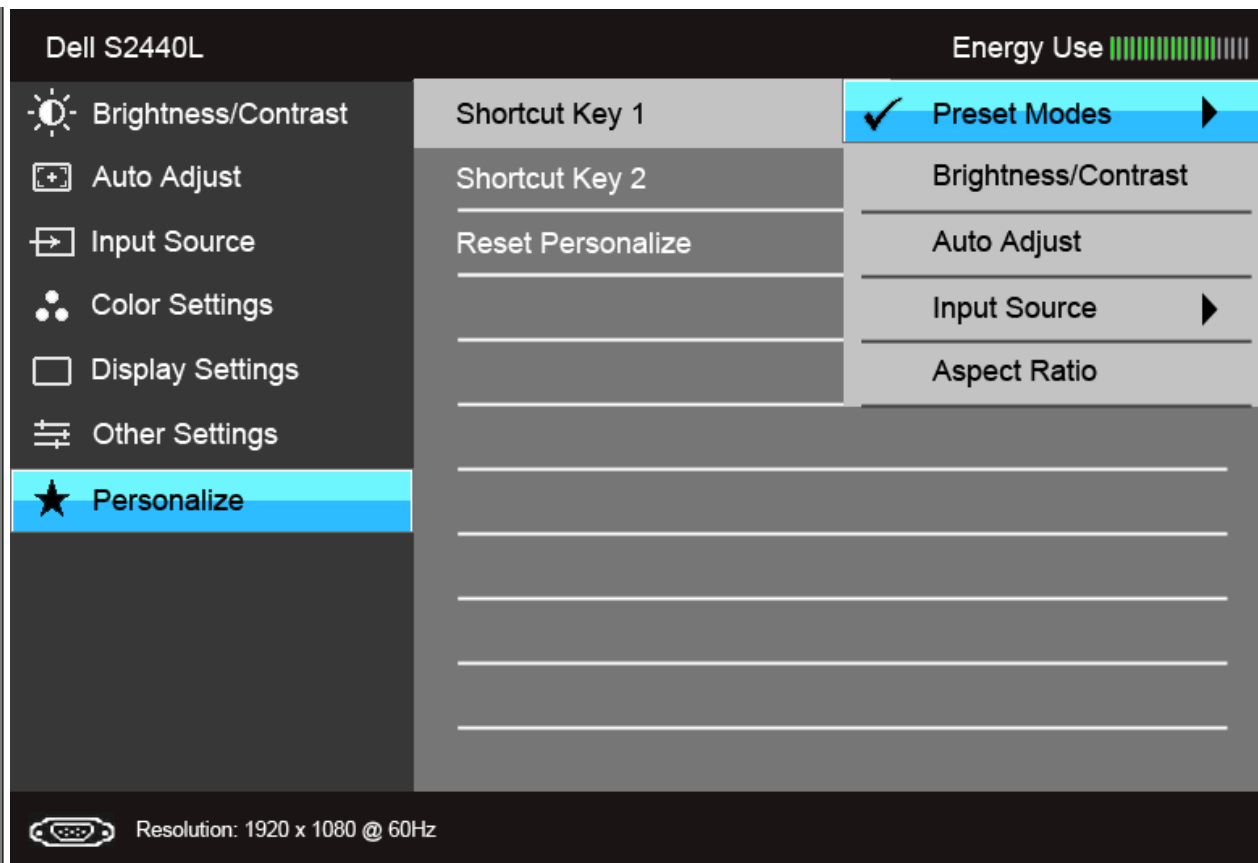 Dell S2440L
Energy Use
Brightness/Contrast
Auto Adjust
Input Source
Color Settings
Display Settings
Other Settings
Personalize
Shortcut Key 1
Shortcut Key 2
Reset Personalize
Preset Modes
Brightness/Contrast
Auto Adjust
Input Source
Aspect Ratio
Resolution: 1920 x 1080 @ 60Hz